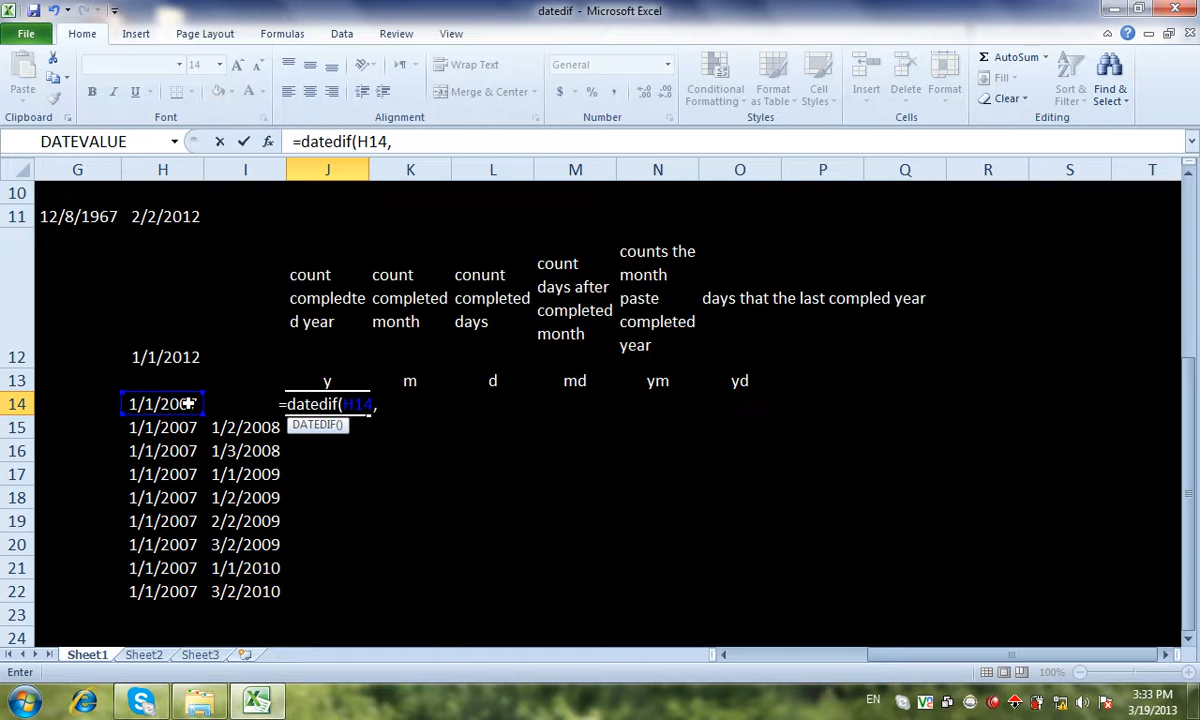 datedif - Microsoft Excel
File Home Insert Page Layout Formulas Data Review View
Paste
14
B I U
Font
Clipboard
Wrap Text
Merge & Center
Alignment
General
$ % ,
Number
Conditional Formatting
Format as Table
Cell Styles
Styles
Insert Delete Format
Cells
Σ AutoSum
Fill
Clear
Sort & Filter
Find & Select
Editing
DATEVALUE =datedif(H14,
G H I J K L M N O P Q R S T
10
11 12/8/1967 2/2/2012
count
compledte
d year
count
completed
month
conunt
completed
days
count
days after
completed
month
counts the
month
paste
completed
year
days that the last compled year
12 1/1/2012
13 y m d md ym yd
14 1/1/2007 =datedif(H14,
15 1/1/2007 1/2/2008 DATEDIF()
16 1/1/2007 1/3/2008
17 1/1/2007 1/1/2009
18 1/1/2007 1/2/2009
19 1/1/2007 2/2/2009
20 1/1/2007 3/2/2009
21 1/1/2007 1/1/2010
22 1/1/2007 3/2/2010
23
24
Sheet1 Sheet2 Sheet3
Enter 100%
EN 3:33 PM
3/19/2013